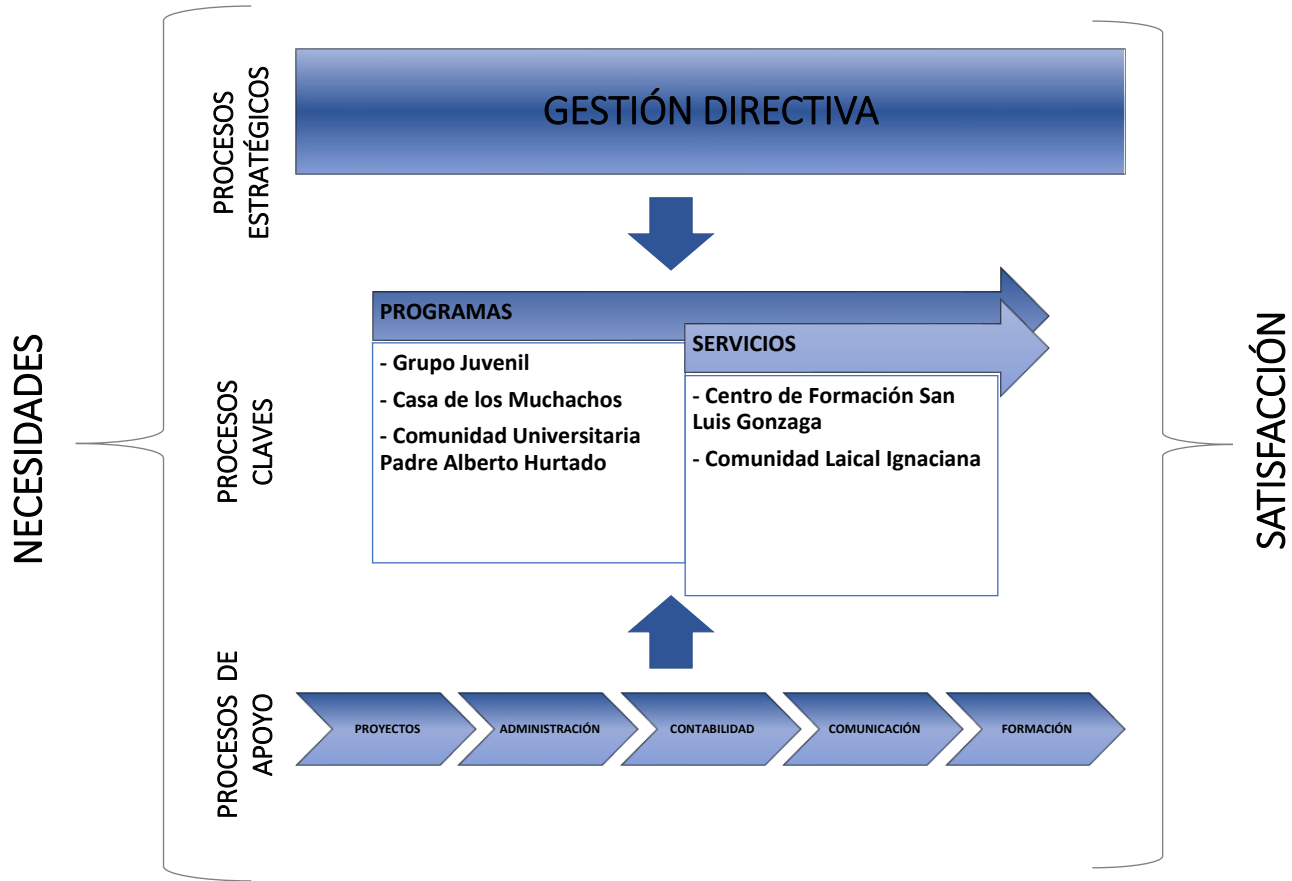 NECESIDADES
PROCESOS
ESTRATÉGICOS
GESTIÓN DIRECTIVA
PROCESOS
CLAVES
PROGRAMAS
- Grupo Juvenil
- Casa de los Muchachos
- Comunidad Universitaria
Padre Alberto Hurtado
SERVICIOS
- Centro de Formación San
Luis Gonzaga
- Comunidad Laical Ignaciana
PROCESOS DE
APOYO
PROYECTOS
ADMINISTRACIÓN
CONTABILIDAD
COMUNICACIÓN
FORMACIÓN
SATISFACCIÓN